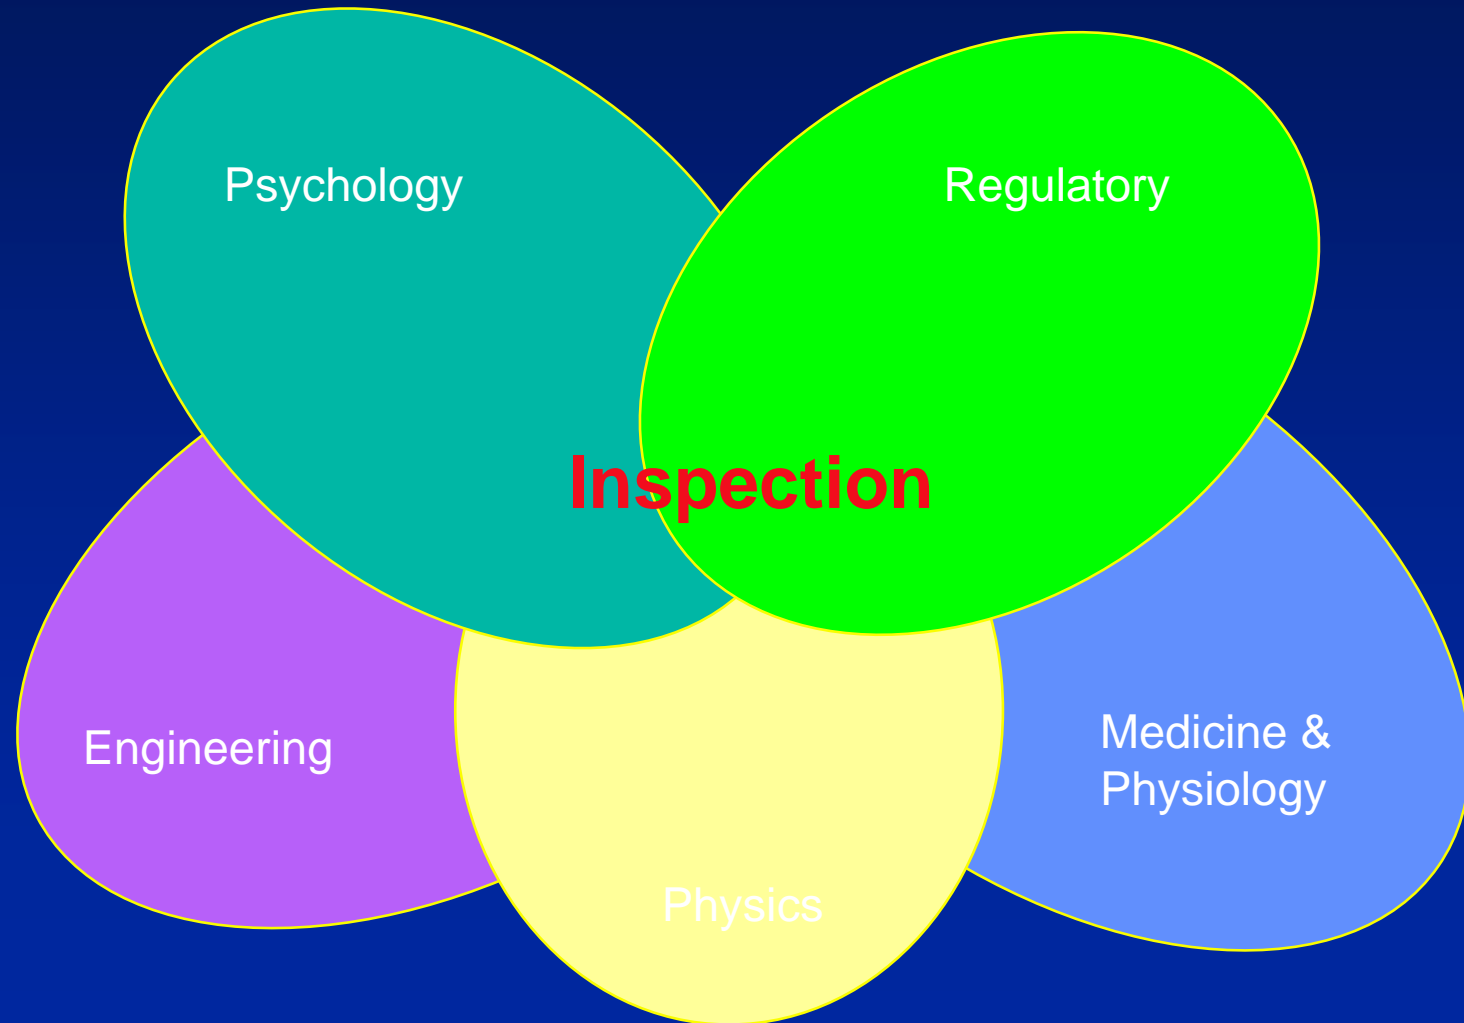 Psychology
Regulatory
Inspection
Engineering
Medicine &
Physiology
Physics